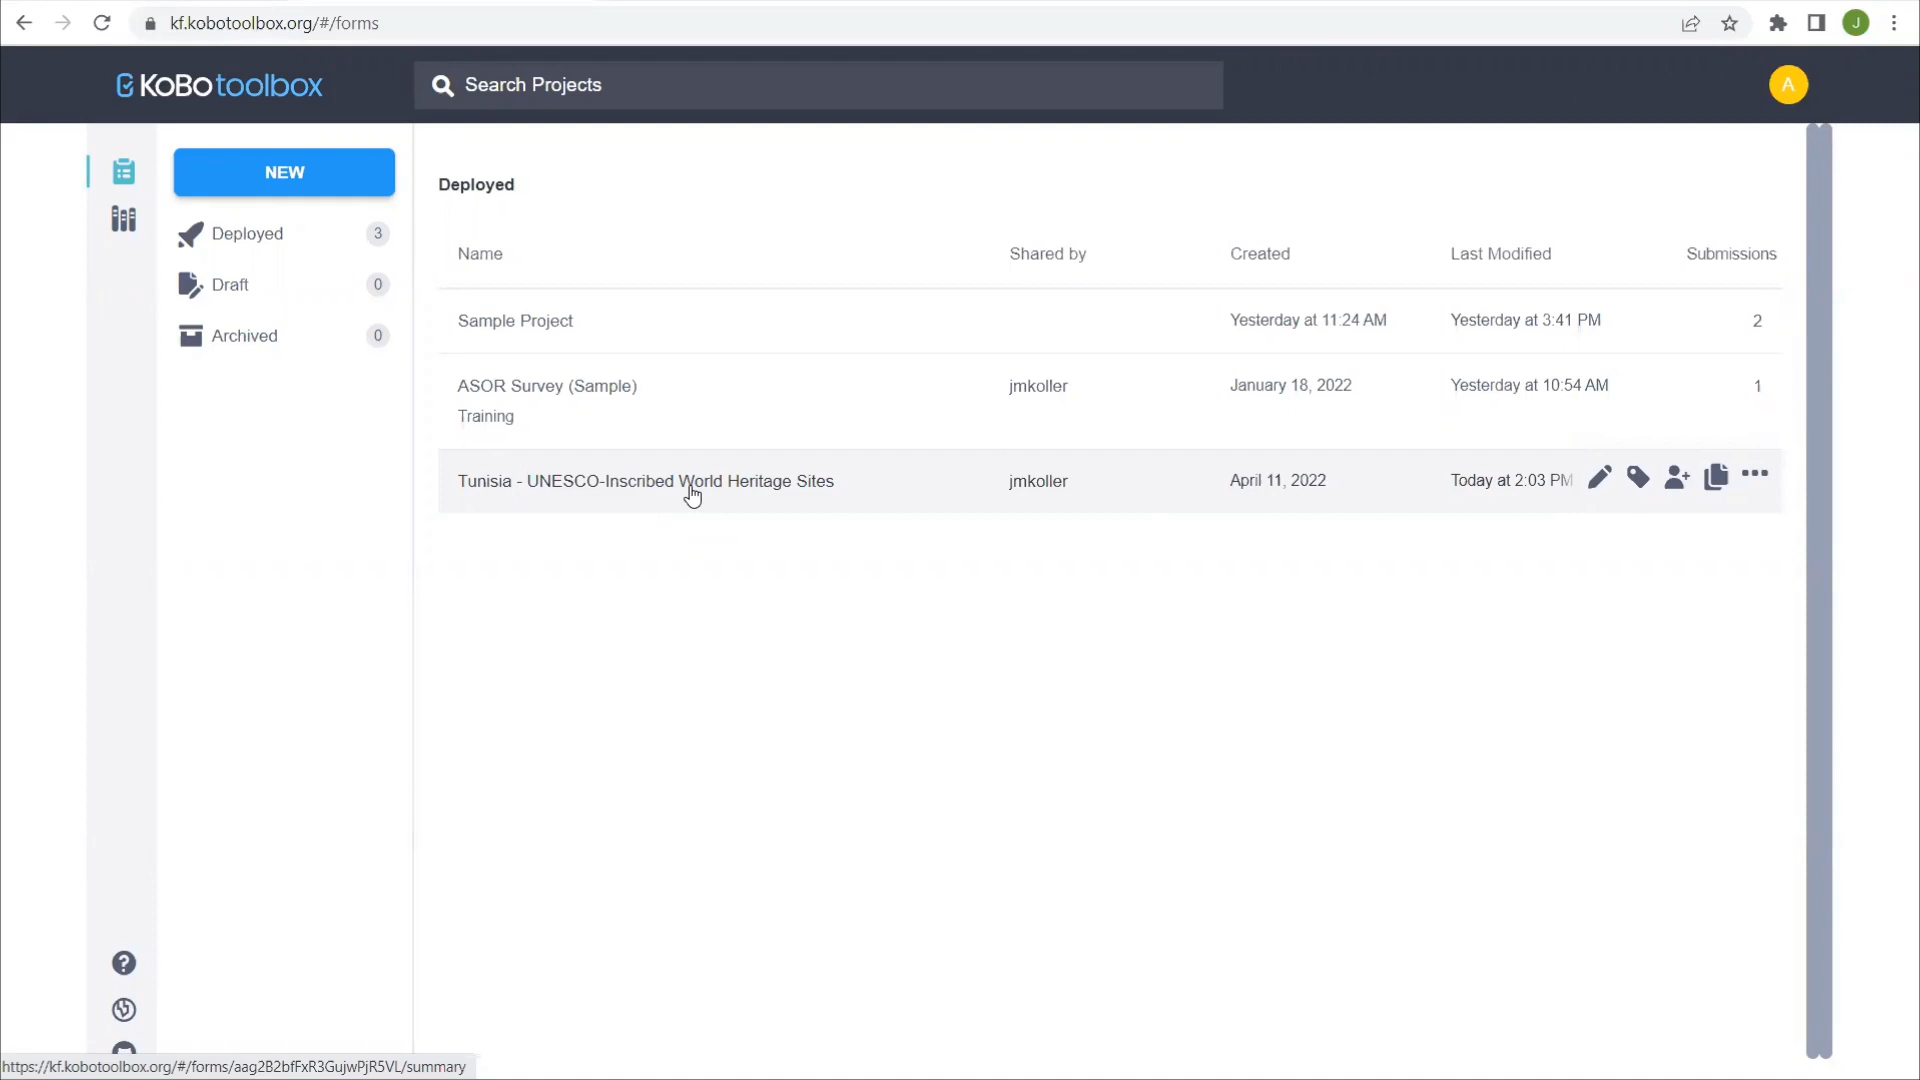 kf.kobotoolbox.org/#/forms
J
KoBotoolbox
Search Projects
A
NEW
Deployed 3
Draft 0
Archived 0
Deployed
Name Shared by Created Last Modified Submissions
Sample Project Yesterday at 11:24 AM Yesterday at 3:41 PM 2
ASOR Survey (Sample) jmkoller January 18, 2022 Yesterday at 10:54 AM 1
Training
Tunisia - UNESCO-Inscribed World Heritage Sites jmkoller April 11, 2022 Today at 2:03 PM
https://kf.kobotoolbox.org/#/forms/aag2B2bfFxR3GujwPjR5VL/summary